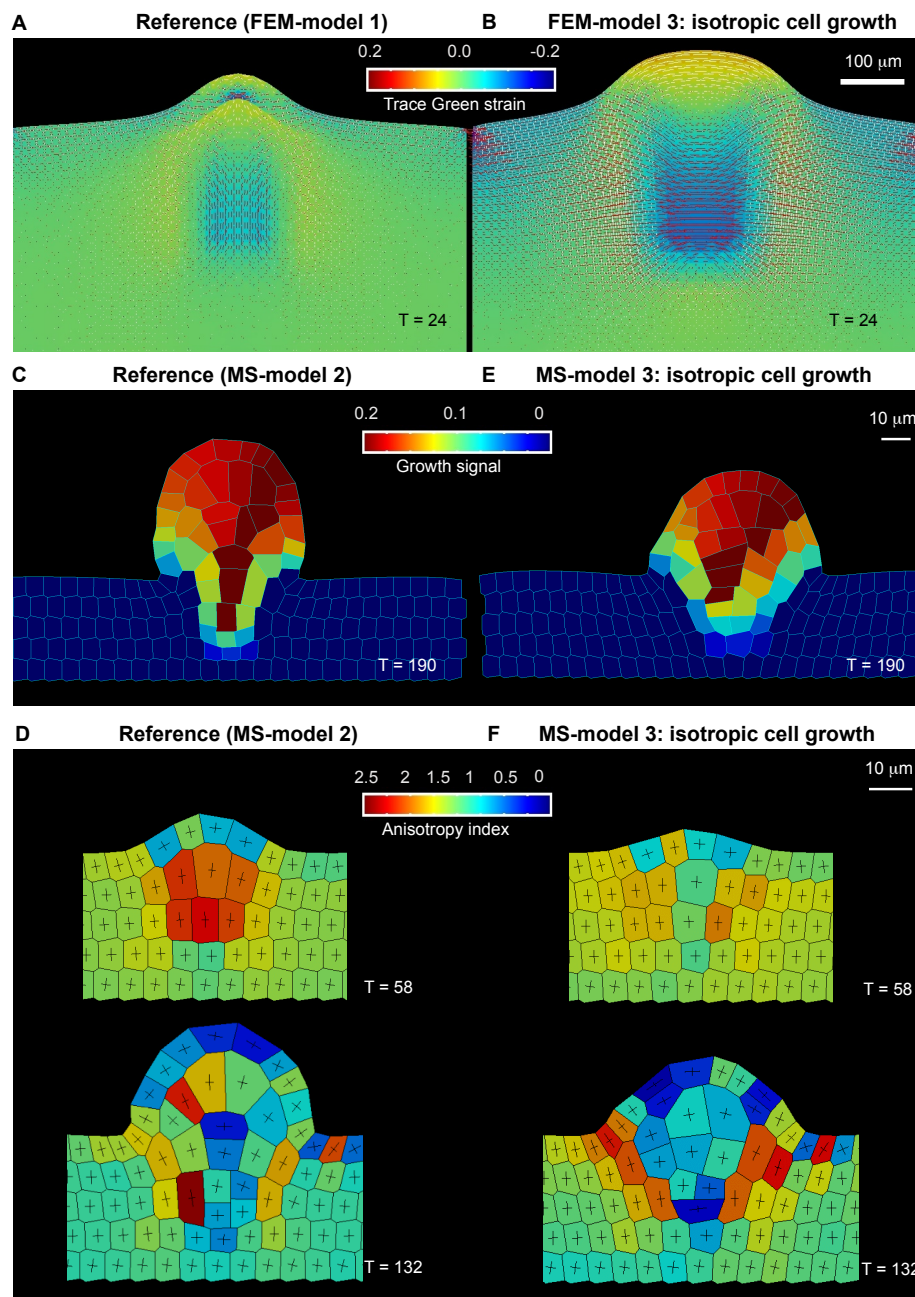 A Reference (FEM-model 1) B FEM-model 3: isotropic cell growth
0.2 0.0 -0.2
Trace Green strain
100 μm
T = 24 T = 24
C Reference (MS-model 2) E MS-model 3: isotropic cell growth
0.2 0.1 0
Growth signal
10 μm
T = 190 T = 190
D Reference (MS-model 2) F MS-model 3: isotropic cell growth
2.5 2 1 0.5 0
Anisotropy index
10 μm
T = 58 T = 58
T = 132 T = 132